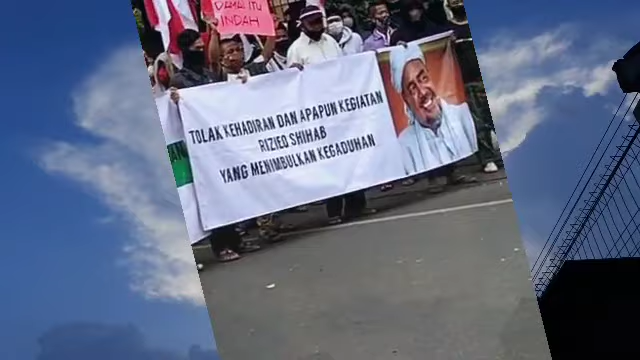 DAMAI ITU
INDAH
TOLAK KEHADIRAN DAN APAPUN KEGIATAN
RIZIEQ SHIHAB
YANG MENIMBULKAN KEGADUHAN